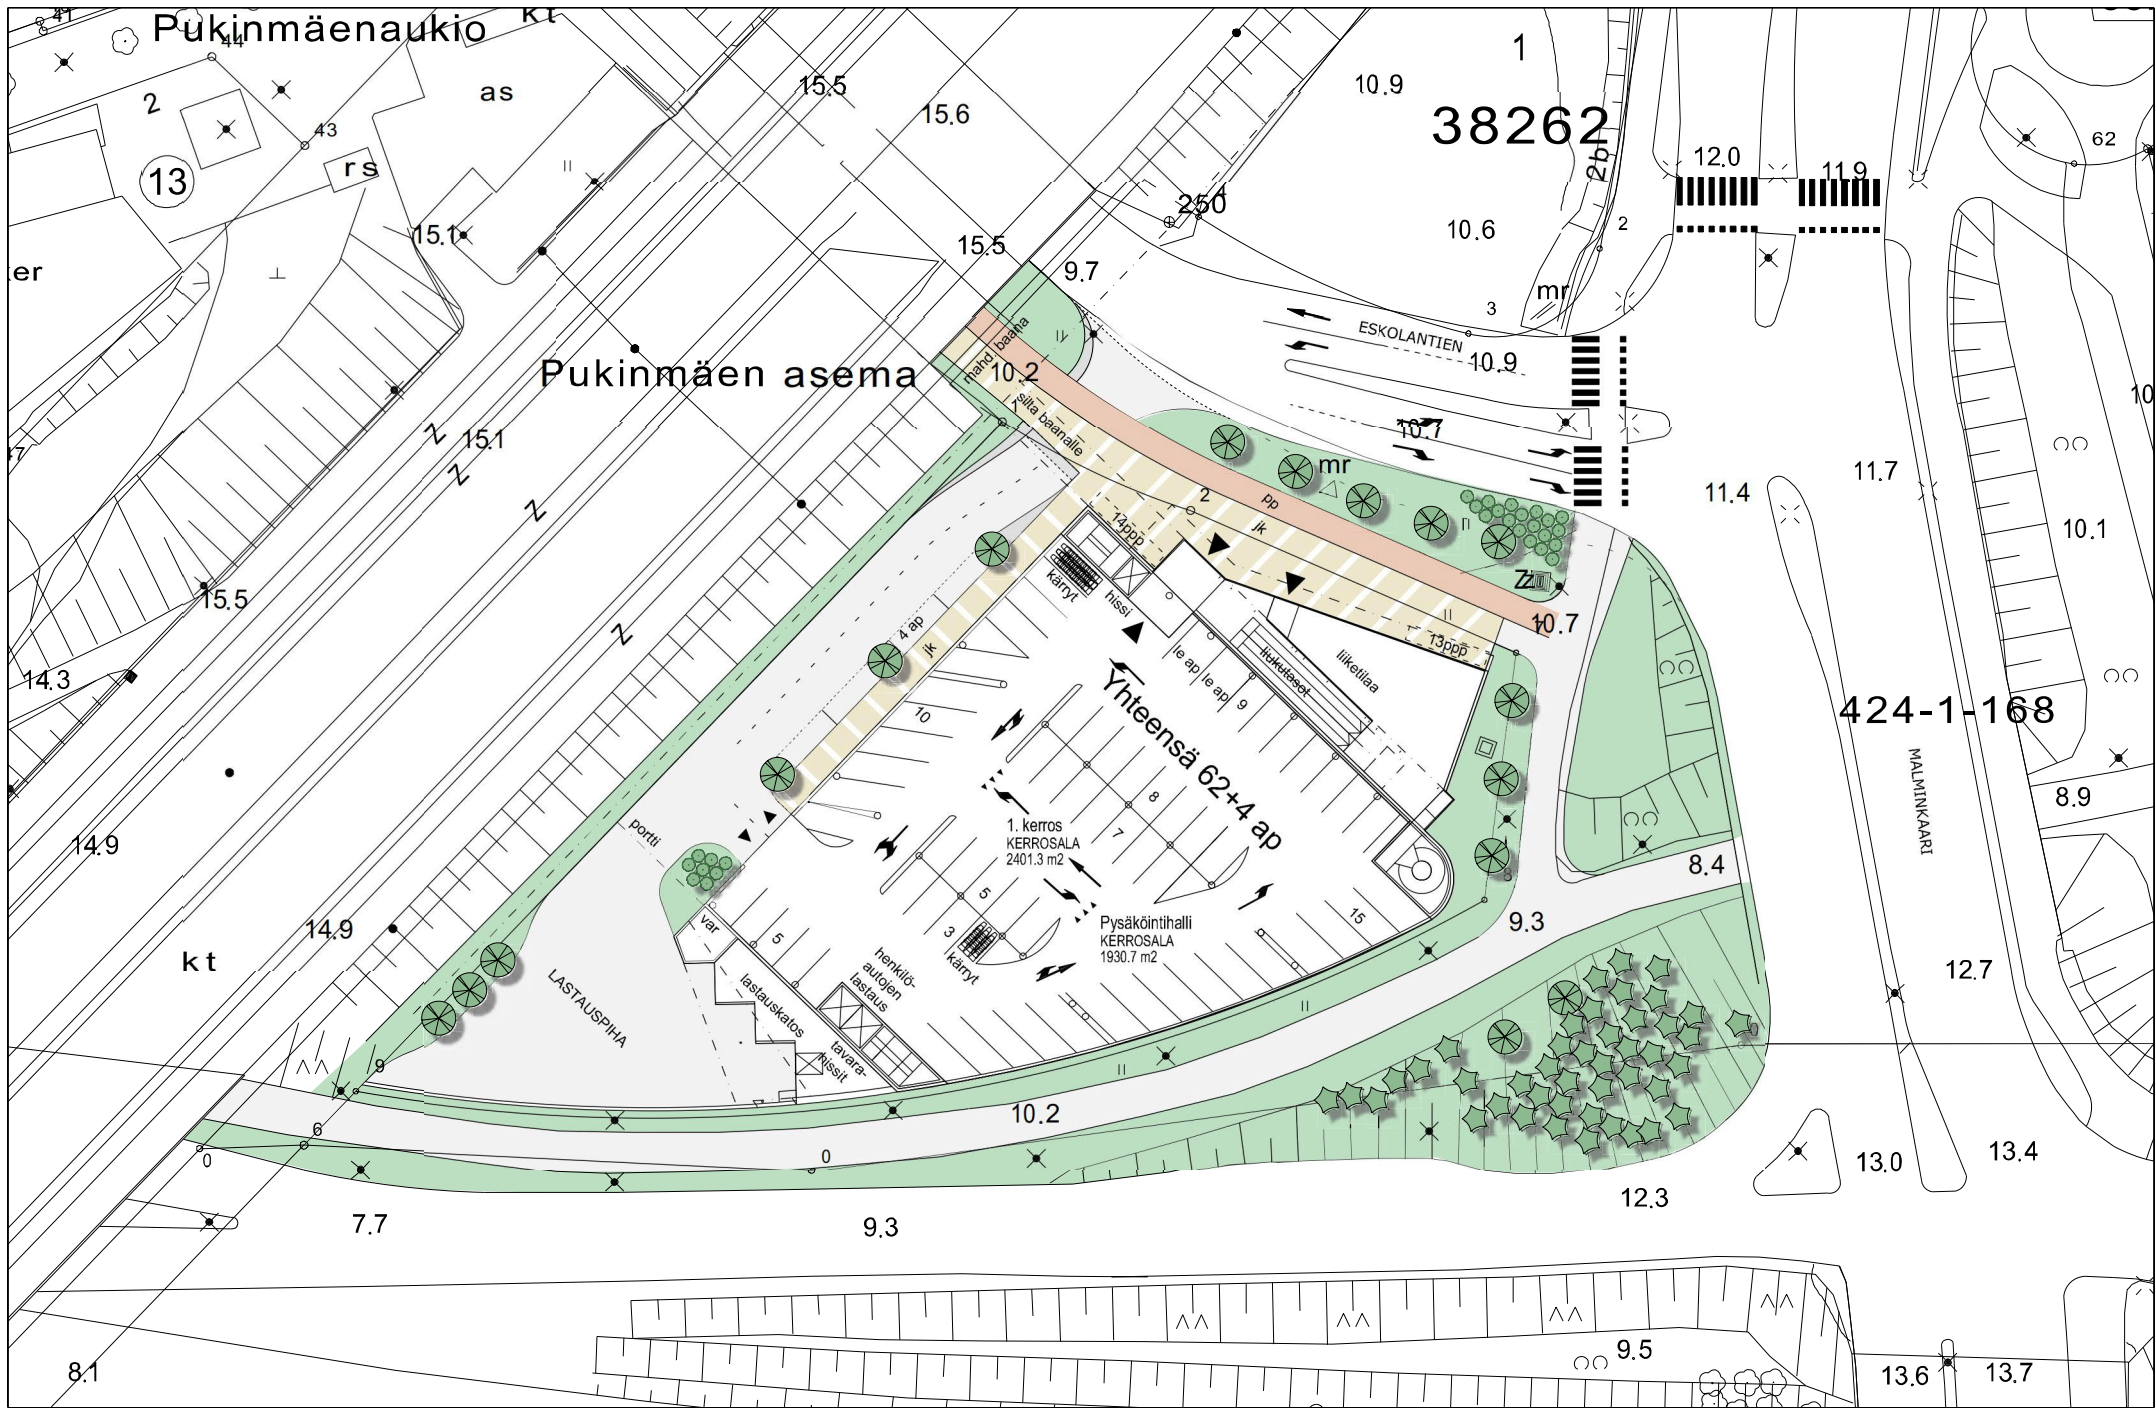 41
Pukinmäenaukio
44
kt
15.5
15.6
10.9
1
38262
2
as
43
rs
13
12.0
11.9
62
2bl
15.1
4
250
10.6
2
15.5
9.7
mr
3
ESKOLANTIEN
10.9
Pukinmäen asema
mahd. baana
10.2
silta baanalle
15.1
Z
Z
Z
Z
10.7
mr
11.7
11.4
10.1
2
pp
jk
14ppp
15.5
kärryt
hissi
10.7
13ppp
4 ap
jk
le ap
le ap
9
liukutasot
liiketilaa
14.3
424-1-168
10
Yhteensä 62+4 ap
MALMINKAARI
8
7
8.9
portti
1. kerros
KERROSALA
2401.3 m2
14.9
8
8.4
5
15
14.9
var
5
3
kärryt
Pysäköintihalli
KERROSALA
1930.7 m2
9.3
kt
LASTAUSPIHA
lastauskatos
henkilö-
autojen
lastaus
12.7
tavara-
hissit
9
10.2
6
0
0
13.0
13.4
12.3
7.7
9.3
9.5
8.1
13.6
13.7